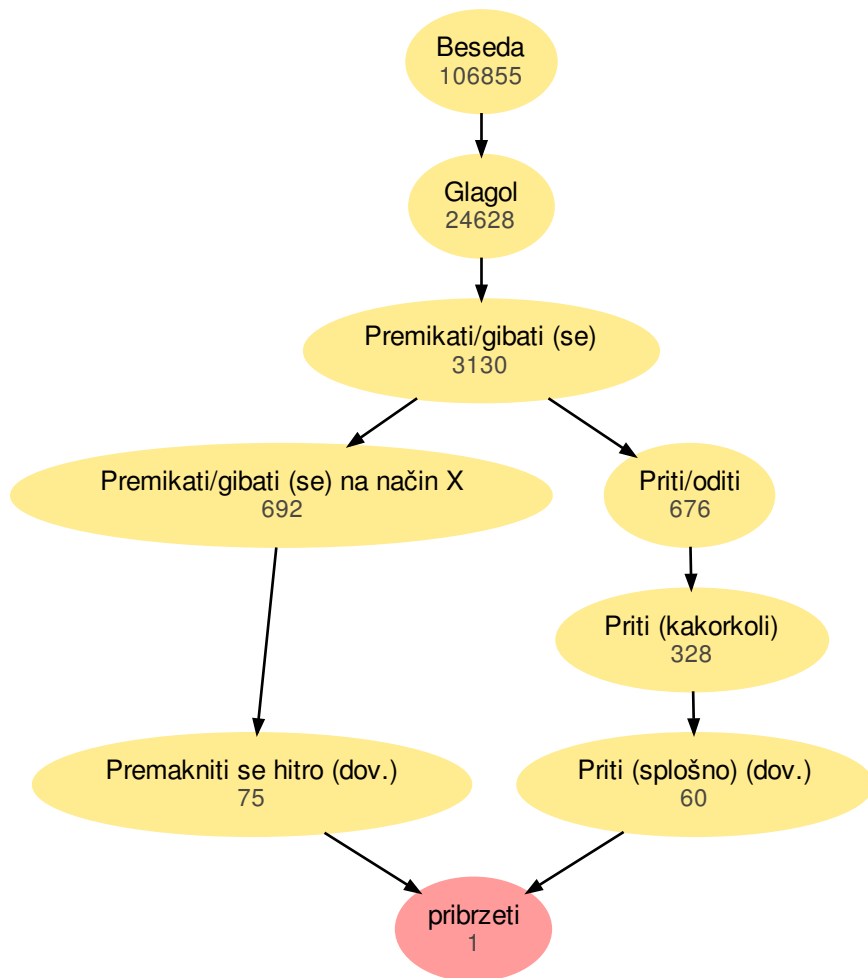 Beseda
106855
Glagol
24628
Premikati/gibati (se)
3130
Premikati/gibati (se) na način X
692
Priti/oditi
676
Priti (kakorkoli)
328
Premakniti se hitro (dov.)
75
Priti (splošno) (dov.)
60
pribrzeti
1